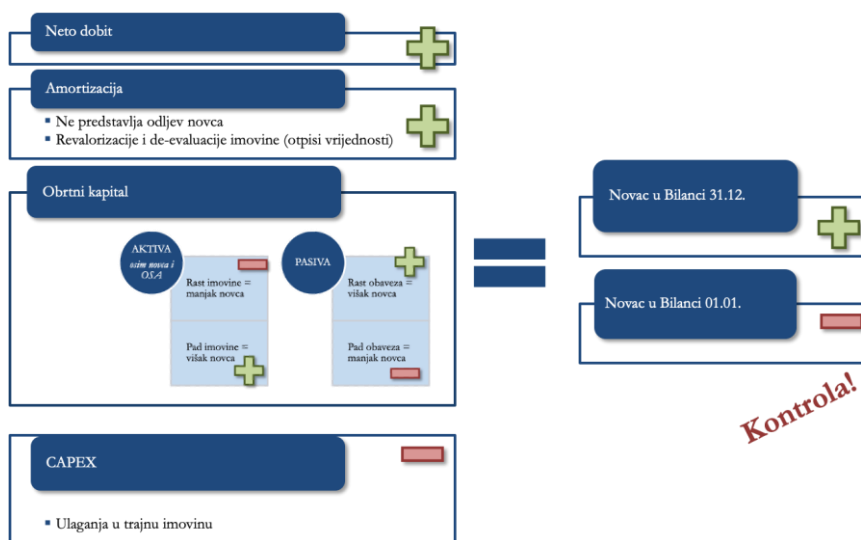 Neto dobit
Amortizacija
▪ Ne predstavlja odljev novca
▪ Revalorizacije i de-evaluacije imovine (otpisi vrijednosti)
Obrtni kapital
AKTIVA
osim novca i
OSA
Rast imovine =
manjak novca
Pad imovine =
višak novca
PASIVA
Rast obaveza =
višak novca
Pad obaveza =
manjak novca
CAPEX
▪ Ulaganja u trajnu imovinu
Novac u Bilanci 31.12.
Novac u Bilanci 01.01.
Kontrola!